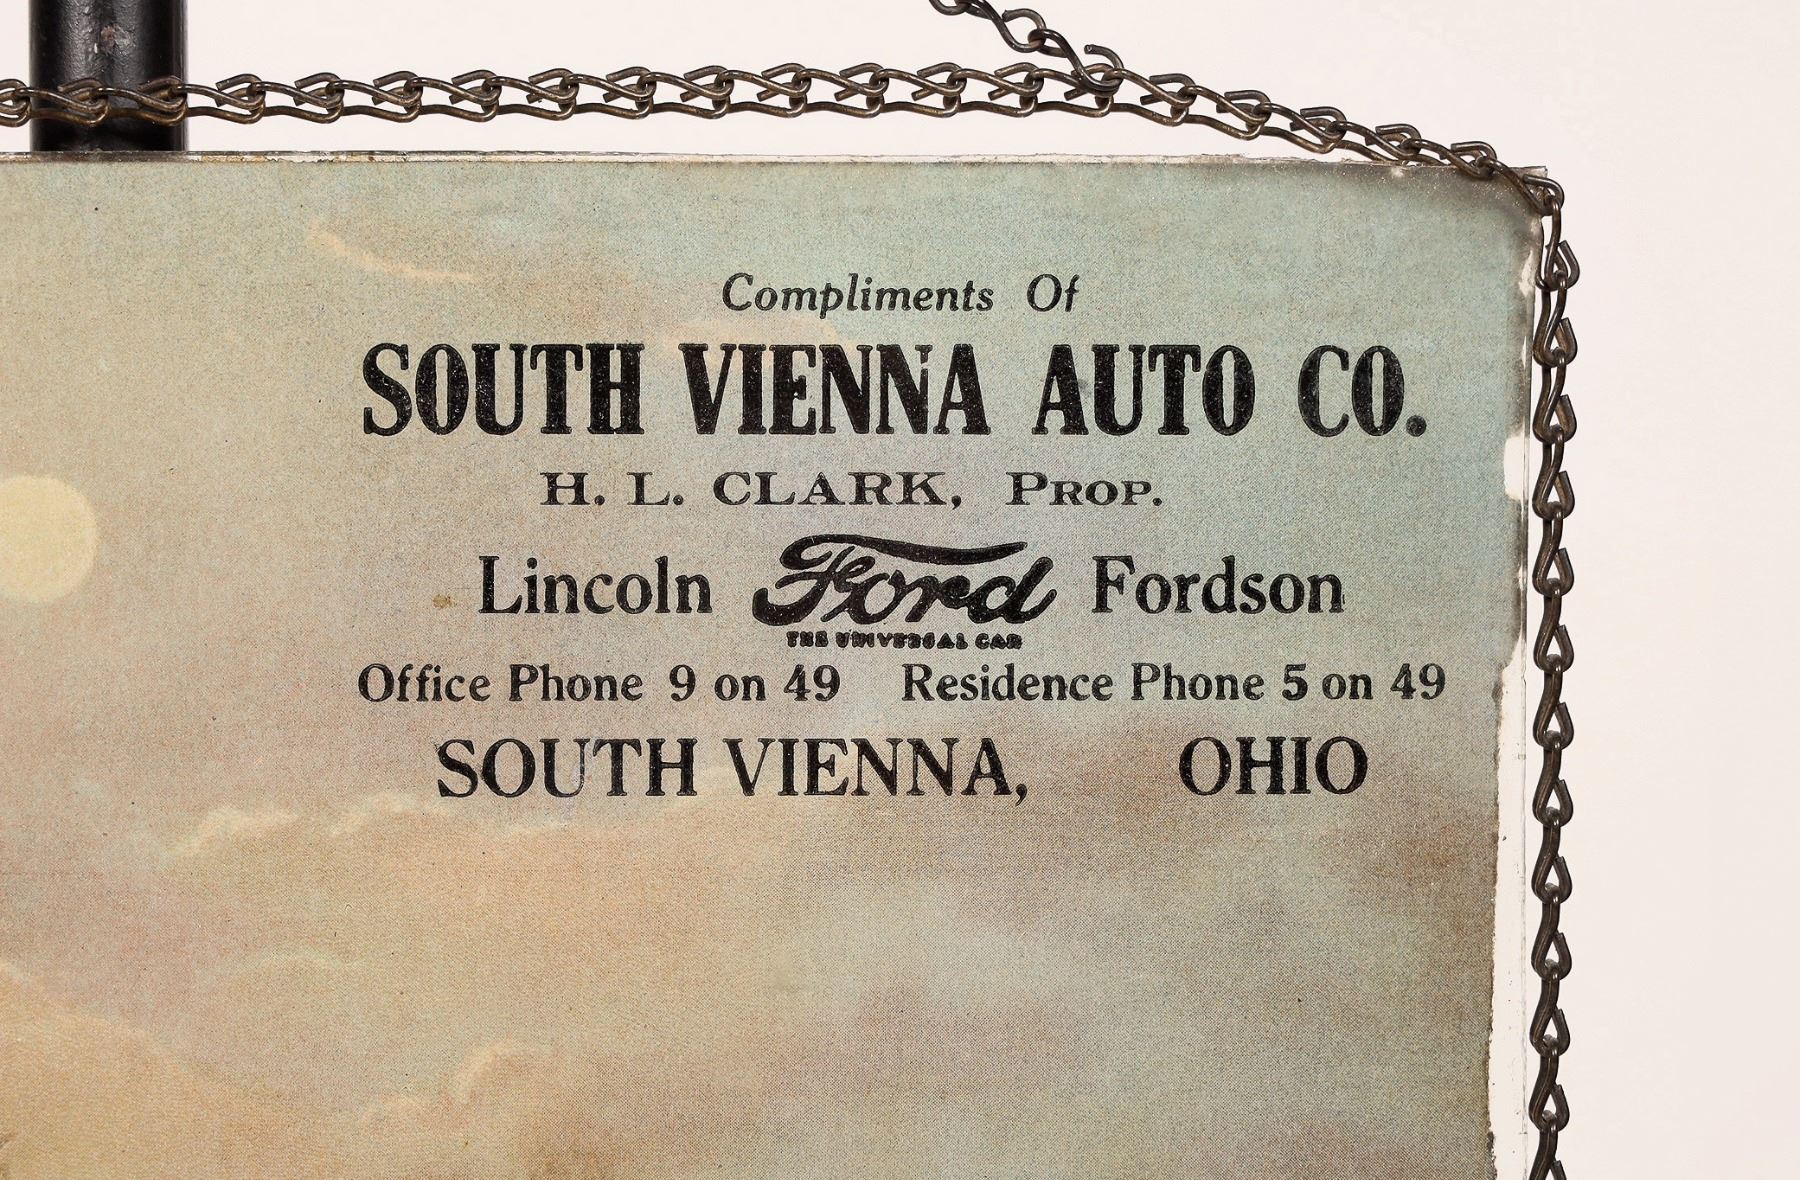 Compliments Of
SOUTH VIENNA AUTO CO.
H. L. CLARK, PROP.
Lincoln Ford Fordson
THE UNIVERSAL CAR
Office Phone 9 on 49 Residence Phone 5 on 49
SOUTH VIENNA, OHIO